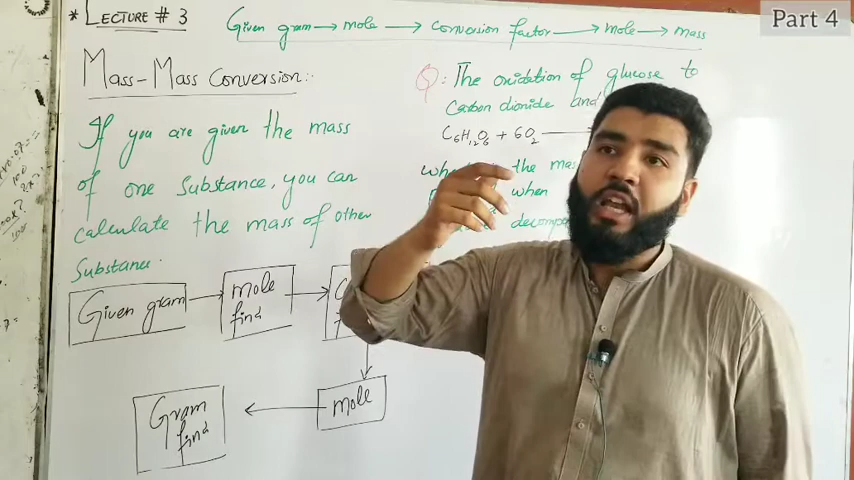 Part 4
* LECTURE # 3
Given gram → mole → conversion factor → mole → mass
Mass-Mass Conversion:
If you are given the mass
of one Substance, you can
calculate the mass of other
Substance.
Given gram
mole
find
mole
Gram
find
Q: The oxidation of glucose to
Carbon dioxide and
C6H12O6 + 6O2 →
the mas
when
decompo